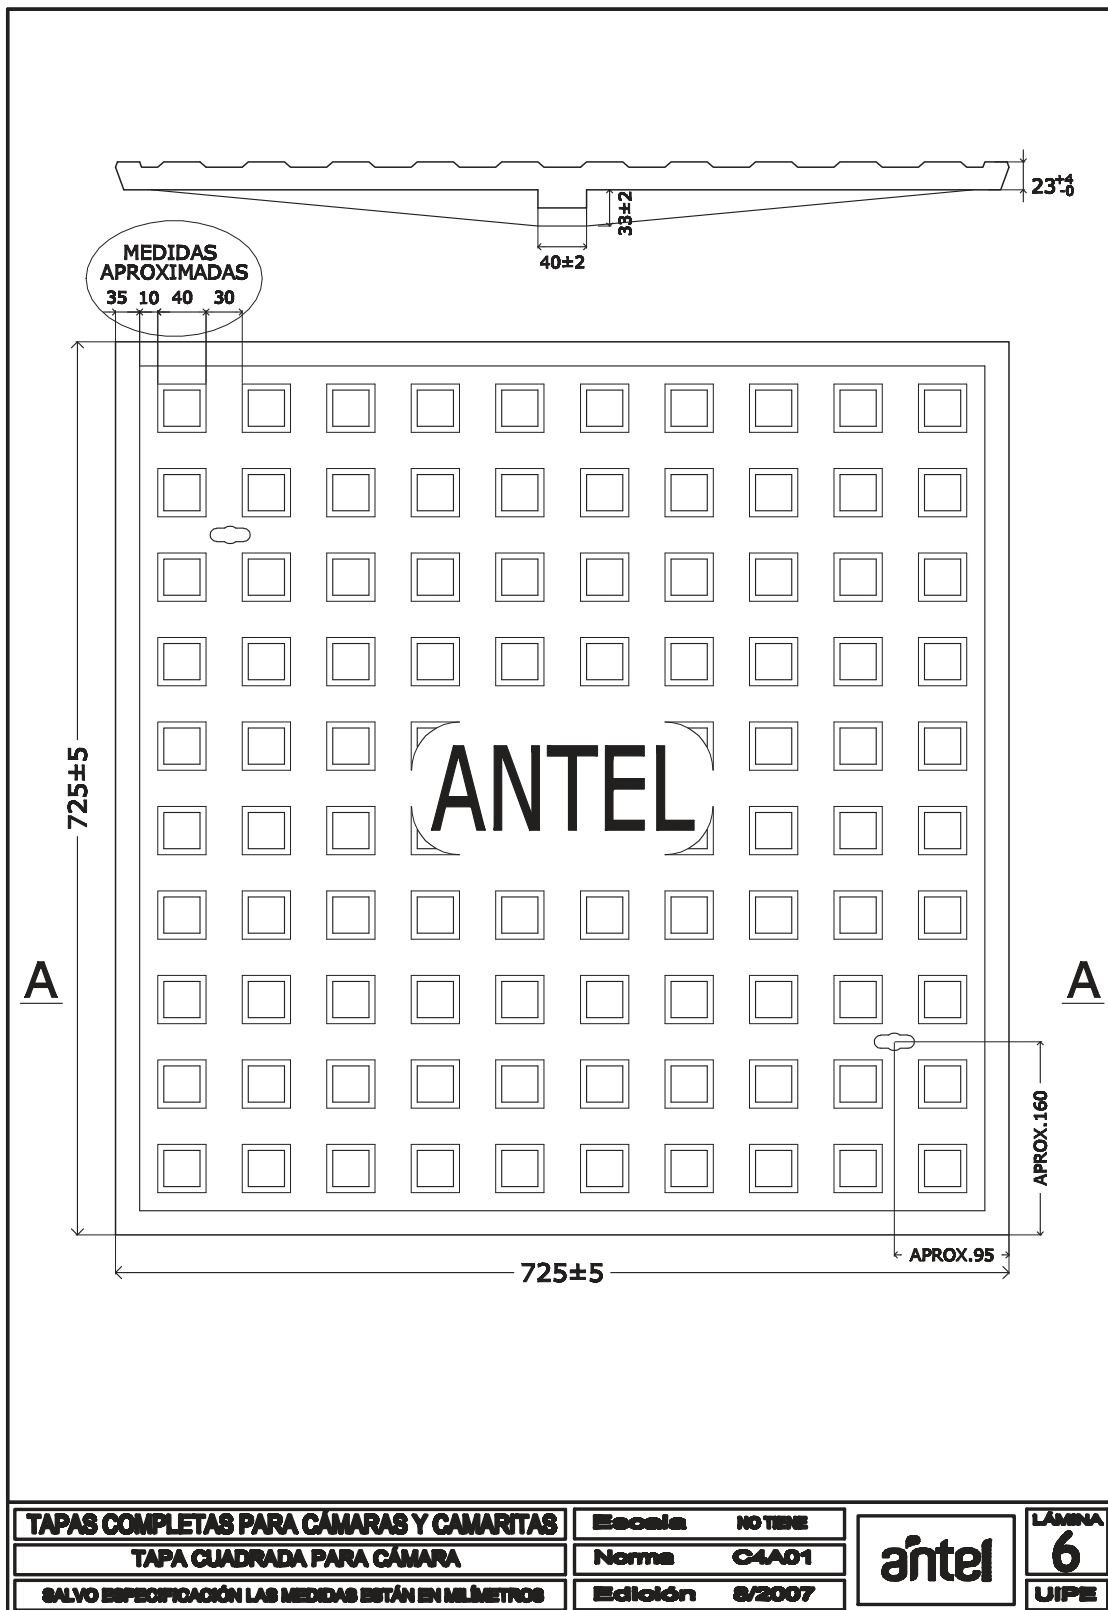 23+4-0
33±2
40±2
MEDIDAS
APROXIMADAS
35 10 40 30
725±5
ANTEL
A A
APROX.160
APROX.95
725±5
TAPAS COMPLETAS PARA CÁMARAS Y CAMARITAS
TAPA CUADRADA PARA CÁMARA
SALVO ESPECIFICACIÓN LAS MEDIDAS ESTÁN EN MILÍMETROS
Escala NO TIENE
Norma C4A01
Edición 8/2007
antel
LÁMINA
6
UIPE